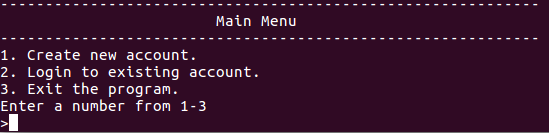 ------------------------------------------------------------
Main Menu
------------------------------------------------------------
1. Create new account.
2. Login to existing account.
3. Exit the program.
Enter a number from 1-3
>